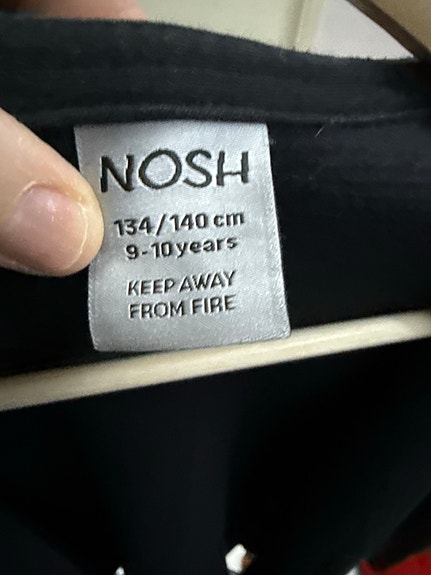 NOSH
134/140 cm
9-10 years
KEEP AWAY
FROM FIRE